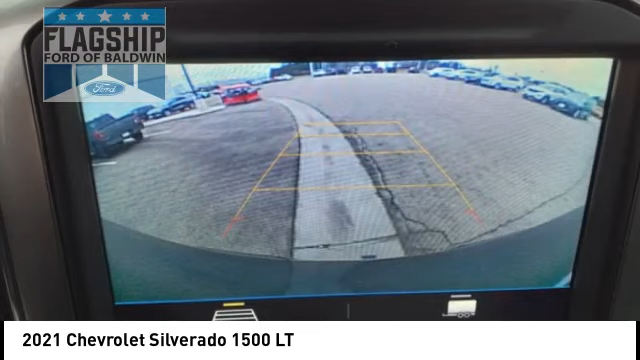 FLAGSHIP
FORD OF BALDWIN
Ford
2021 Chevrolet Silverado 1500 LT